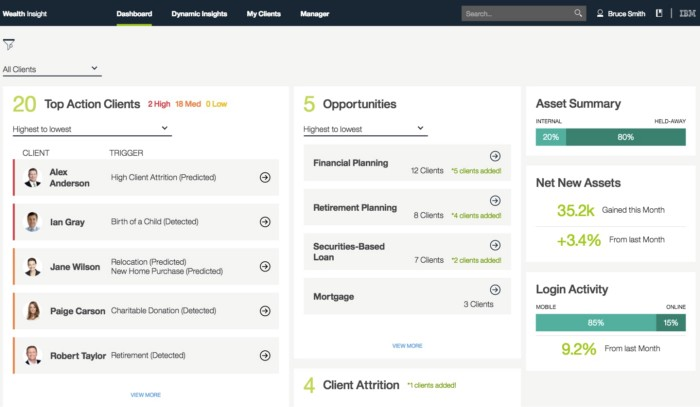 Wealth Insight
Dashboard
Dynamic Insights
My Clients
Manager
Search...
Bruce Smith
IBM
All Clients
20 Top Action Clients 2 High 18 Med 0 Low
Highest to lowest
CLIENT TRIGGER
Alex
Anderson
High Client Attrition (Predicted)
Ian Gray
Birth of a Child (Detected)
Jane Wilson
Relocation (Predicted)
New Home Purchase (Predicted)
Paige Carson
Charitable Donation (Detected)
Robert Taylor
Retirement (Detected)
VIEW MORE
5 Opportunities
Highest to lowest
Financial Planning
12 Clients *5 clients added!
Retirement Planning
8 Clients *4 clients added!
Securities-Based
Loan
7 Clients *2 clients added!
Mortgage
3 Clients
VIEW MORE
4 Client Attrition *1 clients added!
Asset Summary
INTERNAL HELD-AWAY
20% 80%
Net New Assets
35.2k Gained this Month
+3.4% From last Month
Login Activity
MOBILE ONLINE
85% 15%
9.2% From last Month